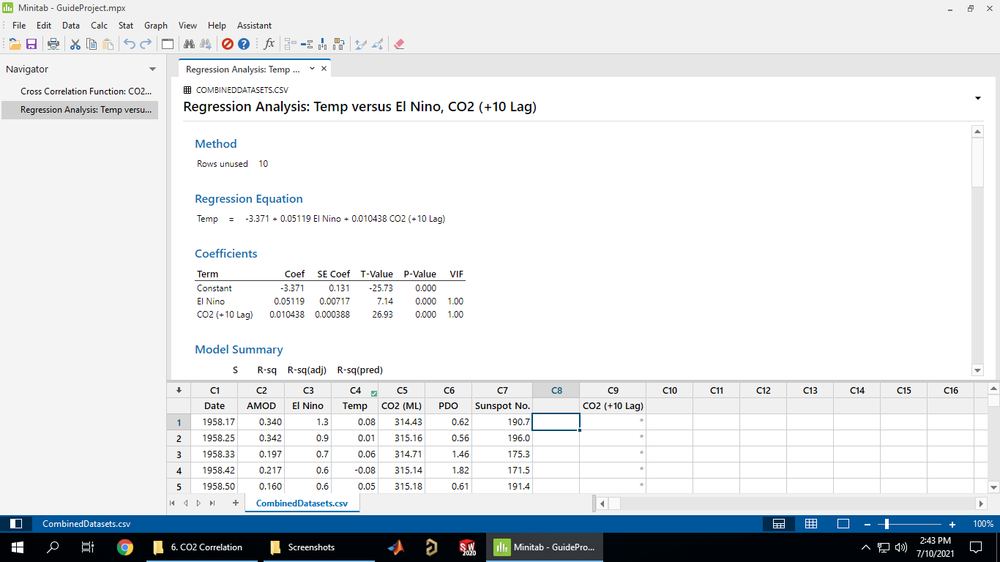 Minitab - GuideProject.mpx
File Edit Data Calc Stat Graph View Help Assistant
Navigator
Cross Correlation Function: CO2...
Regression Analysis: Temp versu...
Regression Analysis: Temp ...
COMBINEDDATASETS.CSV
Regression Analysis: Temp versus El Nino, CO2 (+10 Lag)
Method
Rows unused 10
Regression Equation
Temp = -3.371 + 0.05119 El Nino + 0.010438 CO2 (+10 Lag)
Coefficients
Term Coef SE Coef T-Value P-Value VIF
Constant -3.371 0.131 -25.73 0.000
El Nino 0.05119 0.00717 7.14 0.000 1.00
CO2 (+10 Lag) 0.010438 0.000388 26.93 0.000 1.00
Model Summary
S R-sq R-sq(adj) R-sq(pred)
C1 C2 C3 C4 C5 C6 C7 C8 C9 C10 C11 C12 C13 C14 C15 C16
Date AMOD El Nino Temp CO2 (ML) PDO Sunspot No. CO2 (+10 Lag)
1 1958.17 0.340 1.3 0.08 314.43 0.62 190.7 *
2 1958.25 0.342 0.9 0.01 315.16 0.56 196.0 *
3 1958.33 0.197 0.7 0.06 314.71 1.46 175.3 *
4 1958.42 0.217 0.6 -0.08 315.14 1.82 171.5 *
5 1958.50 0.160 0.6 0.05 315.18 0.61 191.4 *
CombinedDatasets.csv
CombinedDatasets.csv
100%
6. CO2 Correlation
Screenshots
SW 2020
Minitab - GuidePro...
2:43 PM
7/10/2021